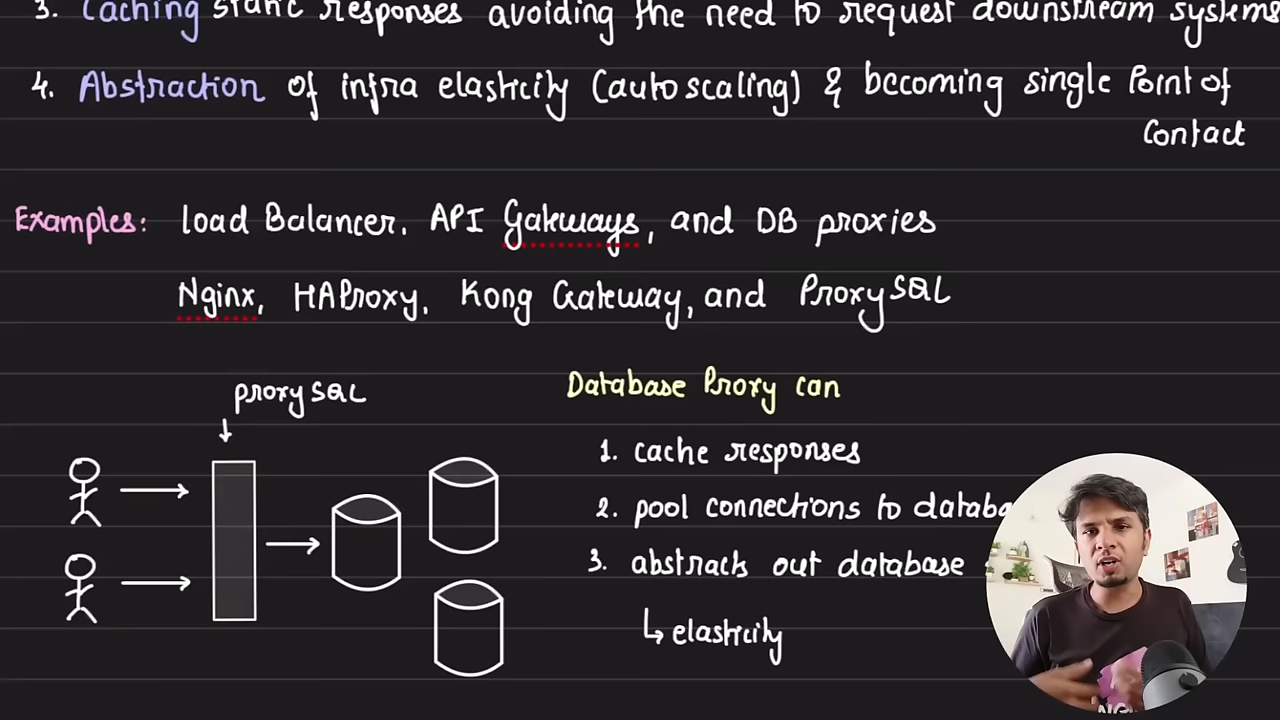 3. Caching static responses avoiding the need to request downstream systems
4. Abstraction of infra elasticity (autoscaling) & becoming single Point of
Contact
Examples: load Balancer. API Gateways, and DB proxies
Nginx, HAProxy, Kong Gateway, and ProxySQL
proxySQL
Database Proxy can
1. cache responses
2. pool connections to databa
3. abstracts out database
↳ elasticity